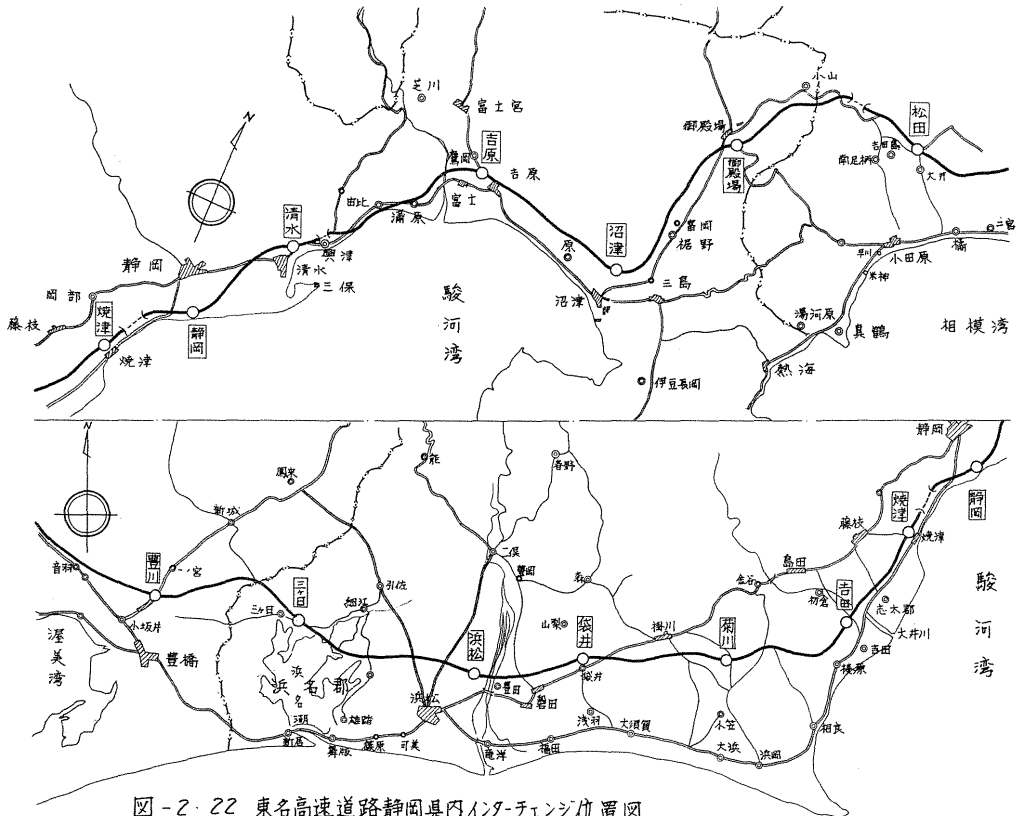 N
芝川
富士宮
小山
鷹岡
吉原
吉原
御殿場
御殿場
松田
吉田島
南足柄
大井
由比
蒲原
富士
清水
興津
清水
三保
静岡
岡部
藤枝
焼津
静岡
焼津
駿河湾
原
沼津
富岡
裾野
沼津
三島
伊豆長岡
早川
小田原
米神
橘
二宮
湯河原
真鶴
熱海
相模湾
鳳来
新城
音羽
豊川
一ノ宮
小坂井
豊橋
渥美湾
三ケ日
三ヶ日
細江
引佐
浜名湖
浜名郡
雄踏
新居
舞阪
篠原
可美
浜松
浜松
龍
春野
二俣
豊岡
森
山梨
袋井
袋井
豊田
磐田
浅羽
竜洋
福田
大須賀
掛川
菊川
小笠
大浜
浜岡
金谷
島田
初倉
吉田
志太郡
大井川
吉田
榛原
相良
藤枝
焼津
焼津
静岡
静岡
駿河湾
図-2・22 東名高速道路静岡県内インターチェンジ位置図